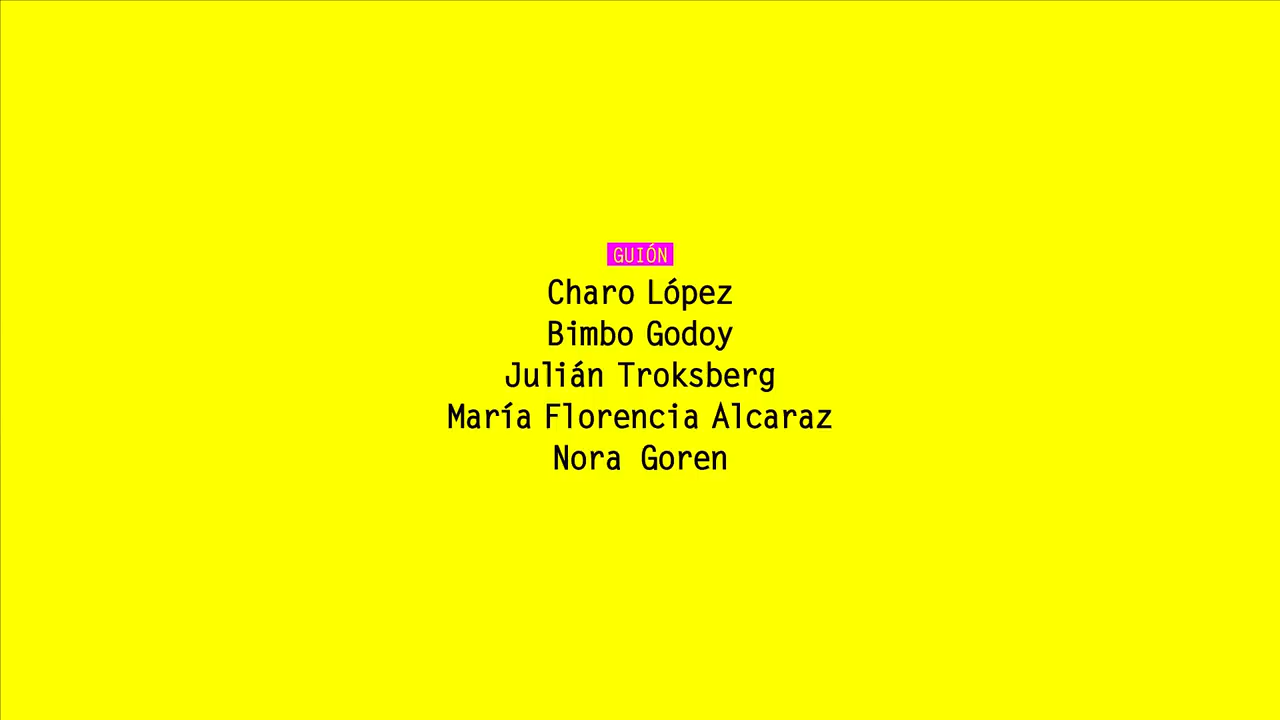 GUIÓN
Charo López
Bimbo Godoy
Julián Troksberg
María Florencia Alcaraz
Nora Goren